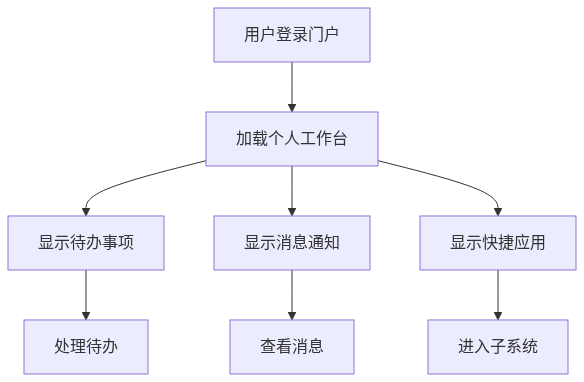 用户登录门户
加载个人工作台
显示待办事项
显示消息通知
显示快捷应用
处理待办
查看消息
进入子系统